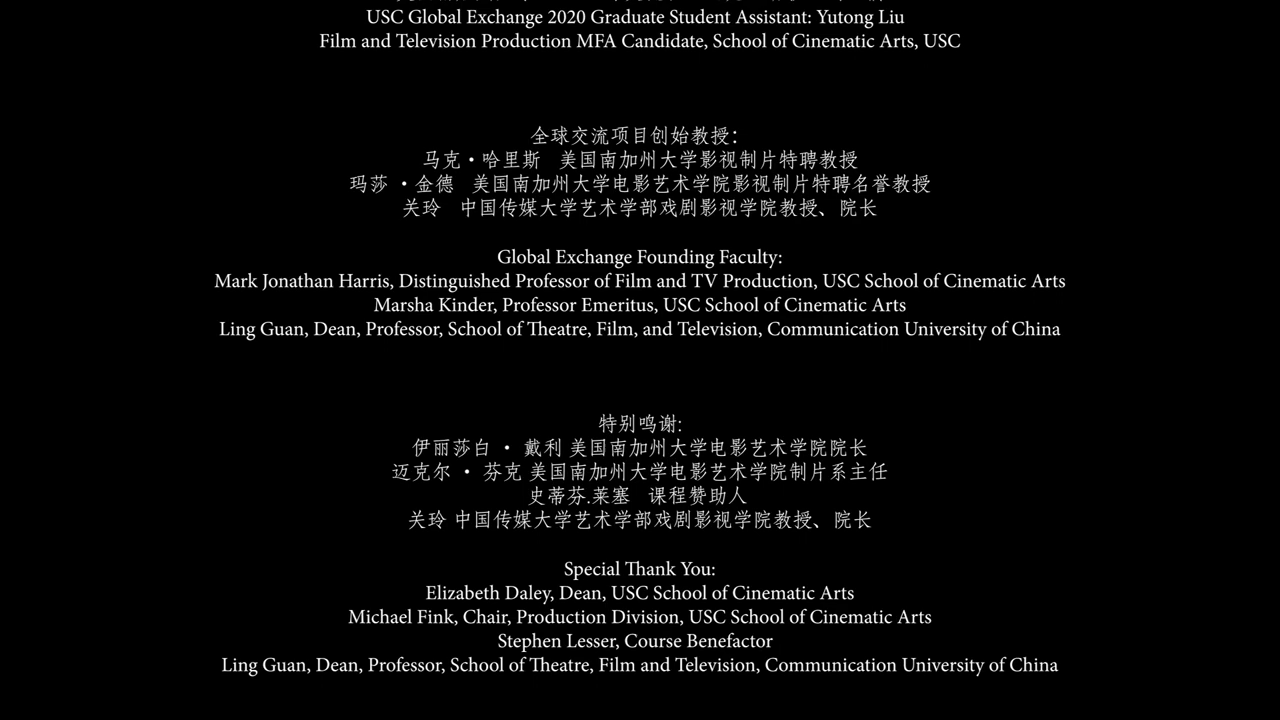 USC Global Exchange 2020 Graduate Student Assistant: Yutong Liu
Film and Television Production MFA Candidate, School of Cinematic Arts, USC
全球交流项目创始教授:
马克·哈里斯 美国南加州大学影视制片特聘教授
玛莎 ·金德 美国南加州大学电影艺术学院影视制片特聘名誉教授
关玲 中国传媒大学艺术学部戏剧影视学院教授、院长
Global Exchange Founding Faculty:
Mark Jonathan Harris, Distinguished Professor of Film and TV Production, USC School of Cinematic Arts
Marsha Kinder, Professor Emeritus, USC School of Cinematic Arts
Ling Guan, Dean, Professor, School of Theatre, Film, and Television, Communication University of China
特别鸣谢:
伊丽莎白 · 戴利 美国南加州大学电影艺术学院院长
迈克尔 · 芬克 美国南加州大学电影艺术学院制片系主任
史蒂芬.莱塞 课程赞助人
关玲 中国传媒大学艺术学部戏剧影视学院教授、院长
Special Thank You:
Elizabeth Daley, Dean, USC School of Cinematic Arts
Michael Fink, Chair, Production Division, USC School of Cinematic Arts
Stephen Lesser, Course Benefactor
Ling Guan, Dean, Professor, School of Theatre, Film and Television, Communication University of China